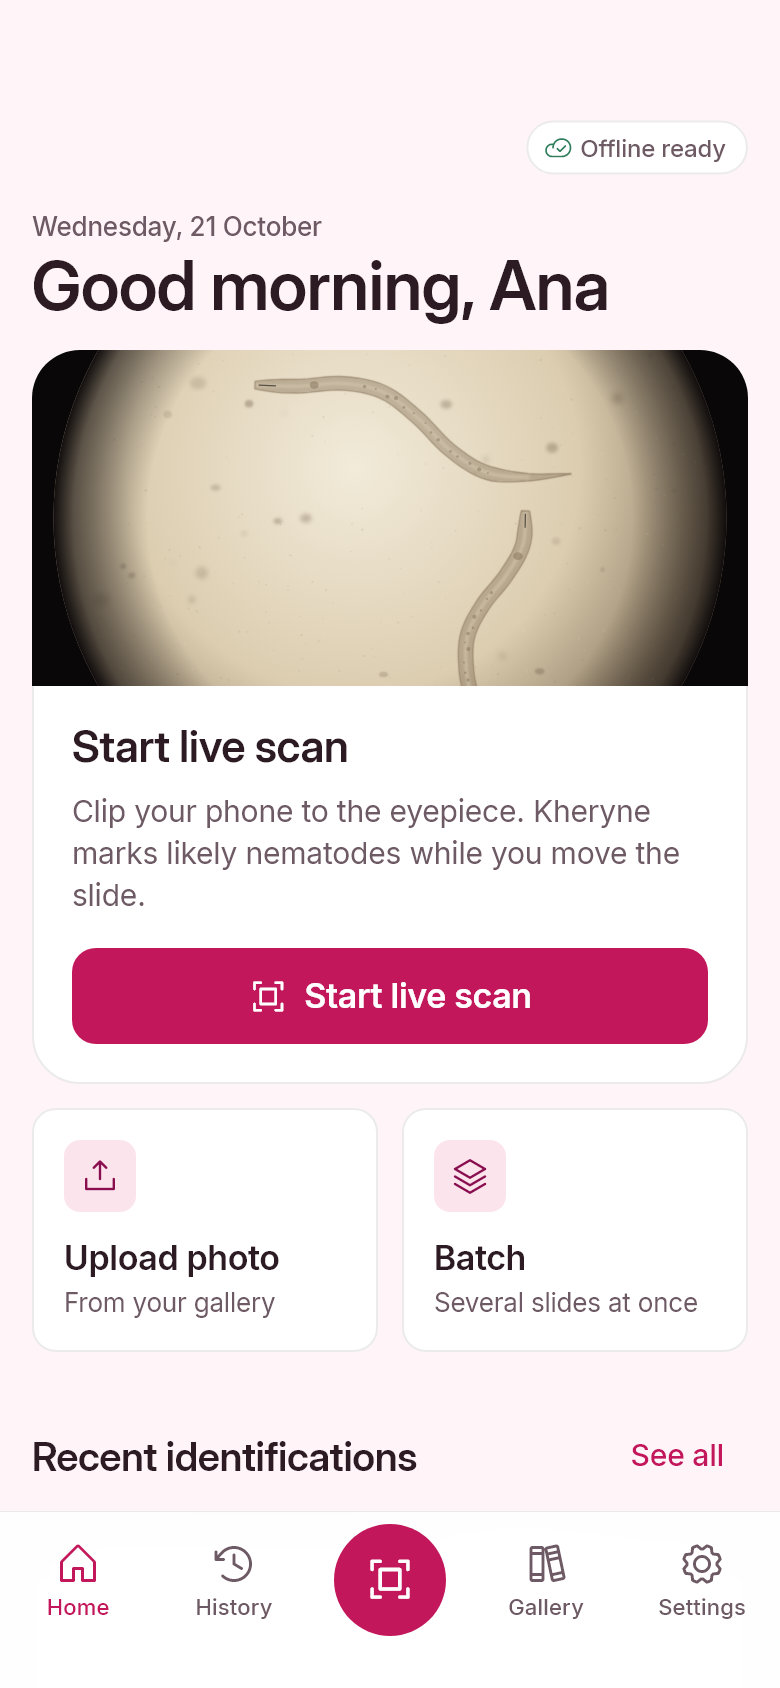 Offline ready
Wednesday, 21 October
Good morning, Ana
Start live scan
Clip your phone to the eyepiece. Kheryne
marks likely nematodes while you move the
slide.
Start live scan
Upload photo
From your gallery
Batch
Several slides at once
Recent identifications
See all
Home
History
Gallery
Settings